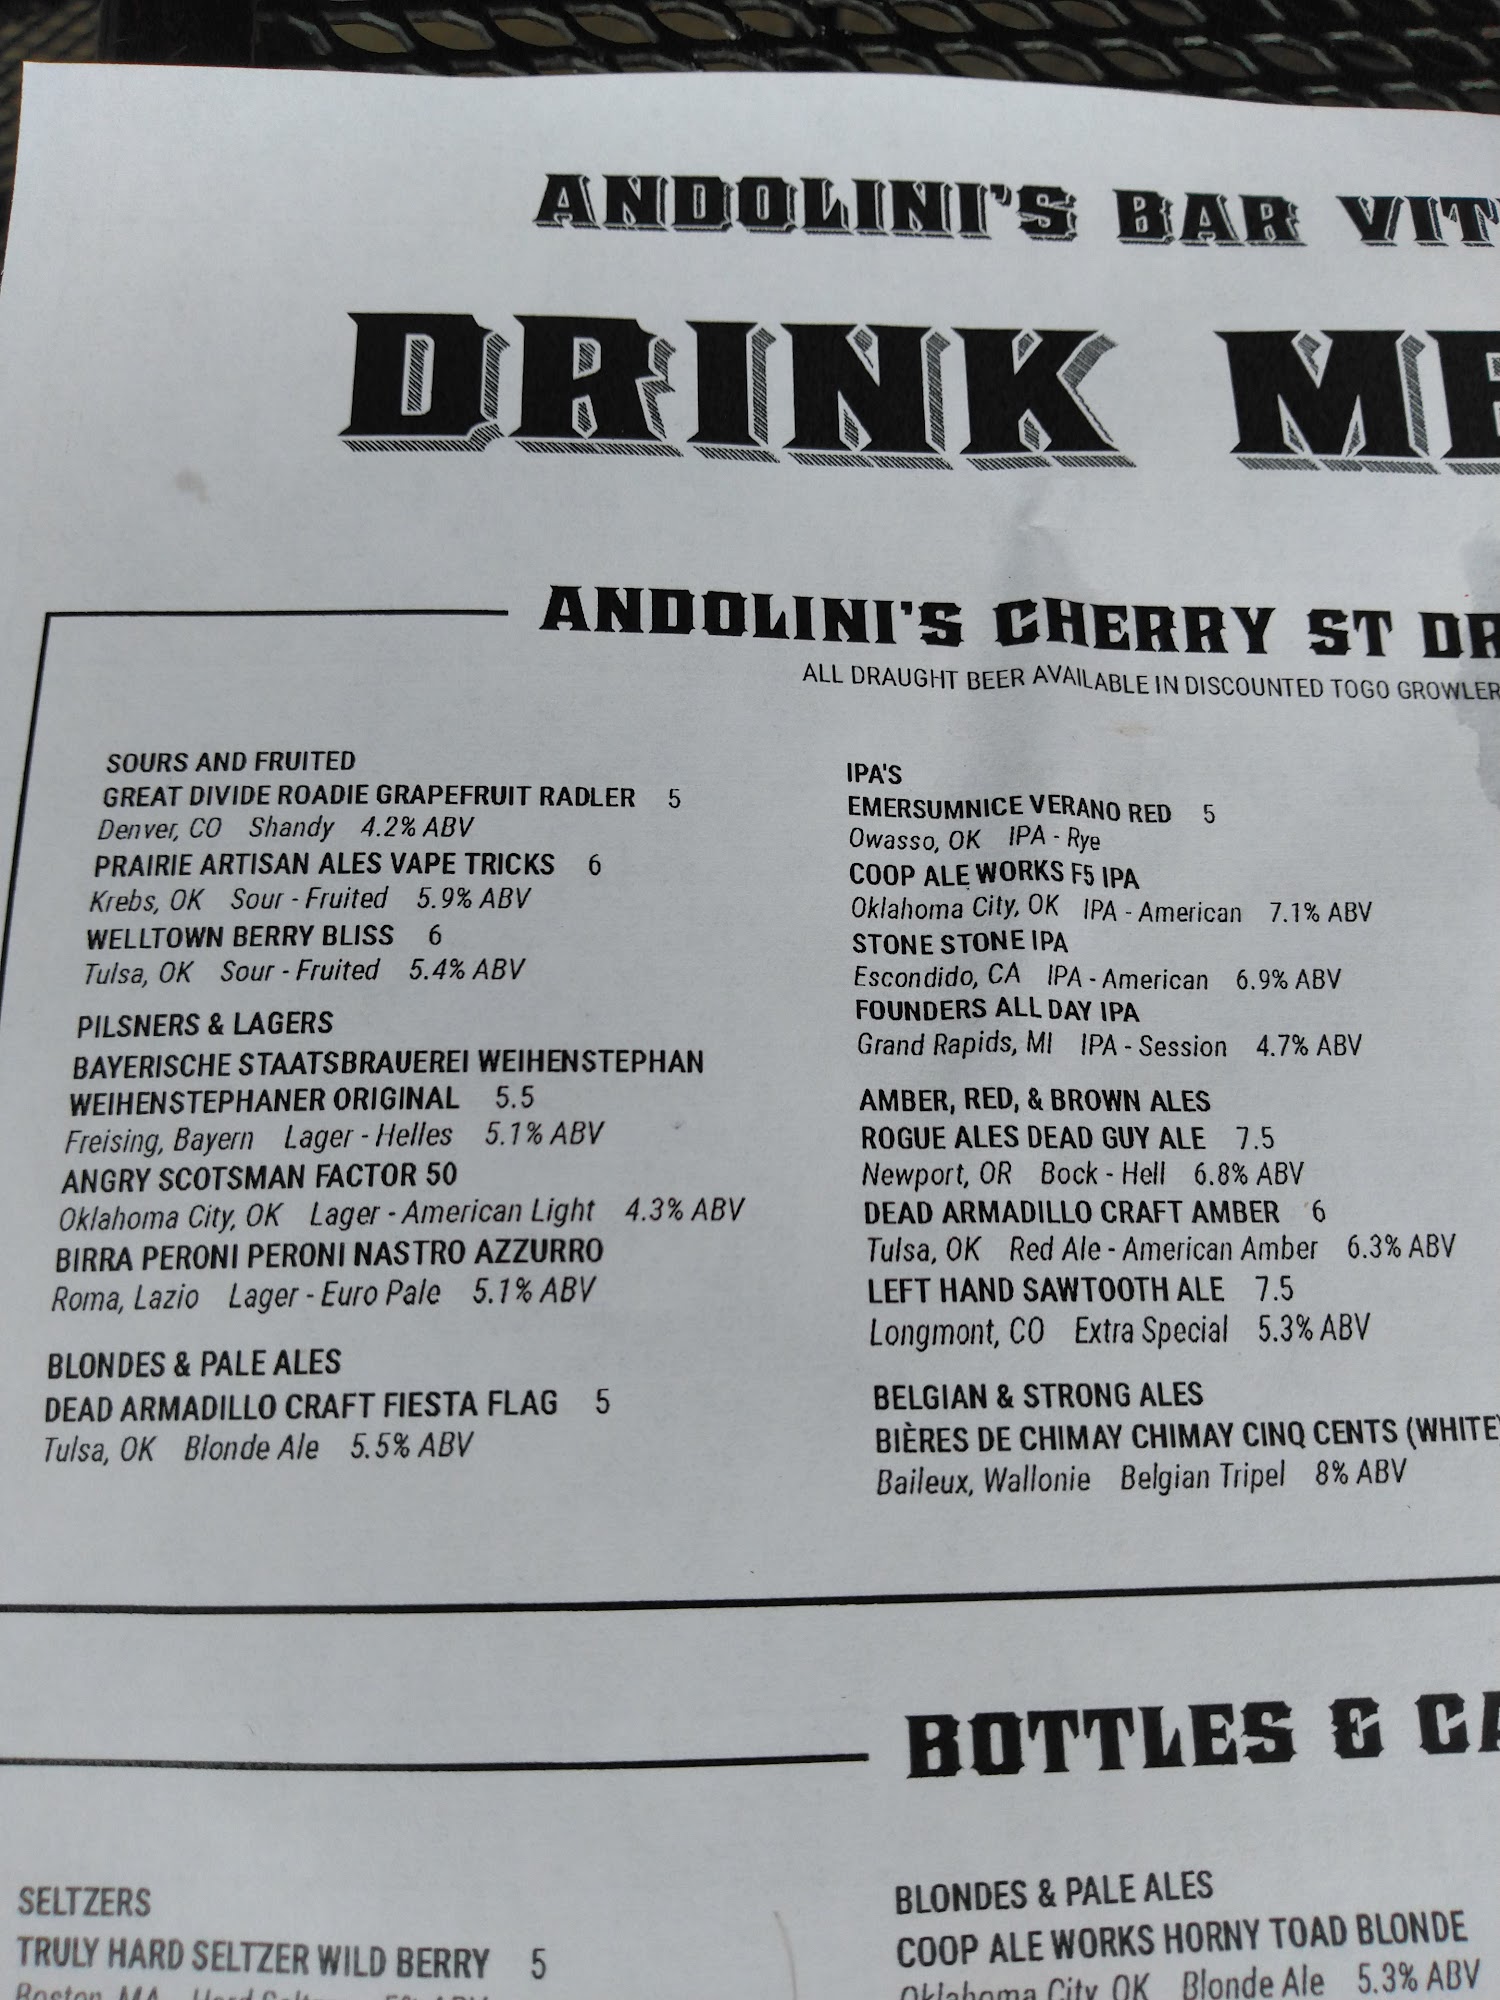 ANDOLINI'S BAR
DRINK
ANDOLINI'S CHERRY ST
ALL DRAUGHT BEER AVAILABLE IN DISCOUNTED TOGO GROWLER
SOURS AND FRUITED
GREAT DIVIDE ROADIE GRAPEFRUIT RADLER 5
Denver, CO Shandy 4.2% ABV
PRAIRIE ARTISAN ALES VAPE TRICKS 6
Krebs, OK Sour - Fruited 5.9% ABV
WELLTOWN BERRY BLISS 6
Tulsa, OK Sour - Fruited 5.4% ABV
PILSNERS & LAGERS
BAYERISCHE STAATSBRAUEREI WEIHENSTEPHAN
WEIHENSTEPHANER ORIGINAL 5.5
Freising, Bayern Lager - Helles 5.1% ABV
ANGRY SCOTSMAN FACTOR 50
Oklahoma City, OK Lager - American Light 4.3% ABV
BIRRA PERONI PERONI NASTRO AZZURRO
Roma, Lazio Lager - Euro Pale 5.1% ABV
BLONDES & PALE ALES
DEAD ARMADILLO CRAFT FIESTA FLAG 5
Tulsa, OK Blonde Ale 5.5% ABV
IPA'S
EMERSUMNICE VERANO RED 5
Owasso, OK IPA - Rye
COOP ALE WORKS F5 IPA
Oklahoma City, OK IPA - American 7.1% ABV
STONE STONE IPA
Escondido, CA IPA - American 6.9% ABV
FOUNDERS ALL DAY IPA
Grand Rapids, MI IPA - Session 4.7% ABV
AMBER, RED, & BROWN ALES
ROGUE ALES DEAD GUY ALE 7.5
Newport, OR Bock - Hell 6.8% ABV
DEAD ARMADILLO CRAFT AMBER 6
Tulsa, OK Red Ale - American Amber 6.3% ABV
LEFT HAND SAWTOOTH ALE 7.5
Longmont, CO Extra Special 5.3% ABV
BELGIAN & STRONG ALES
BIÈRES DE CHIMAY CHIMAY CINQ CENTS (WHITE)
Baileux, Wallonie Belgian Tripel 8% ABV
BOTTLES &
SELTZERS
TRULY HARD SELTZER WILD BERRY 5
BLONDES & PALE ALES
COOP ALE WORKS HORNY TOAD BLONDE
Oklahoma City, OK Blonde Ale 5.3% ABV